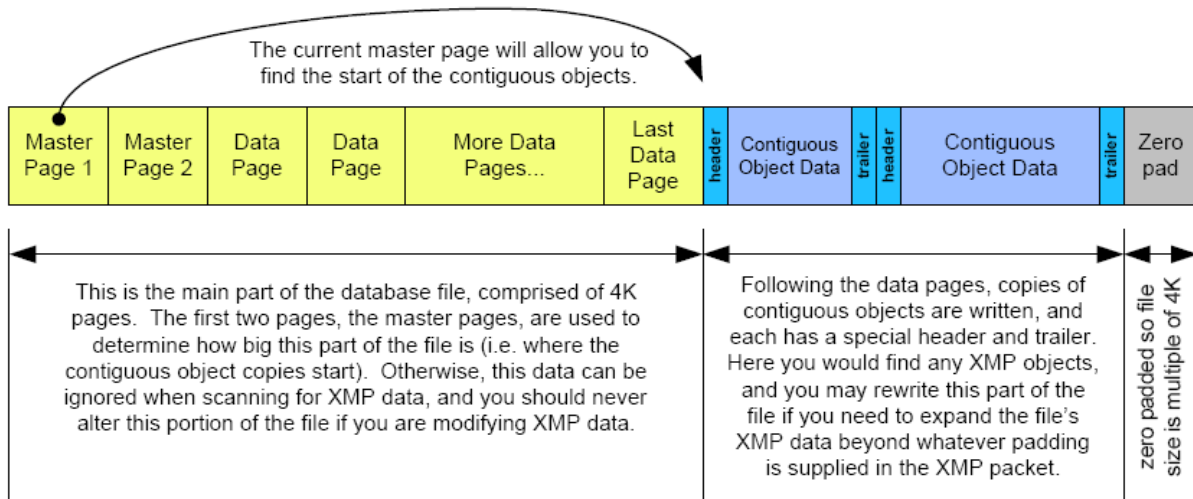 The current master page will allow you to
find the start of the contiguous objects.
Master
Page 1
Master
Page 2
Data
Page
Data
Page
More Data
Pages...
Last
Data
Page
header
Contiguous
Object Data
trailer
header
Contiguous
Object Data
trailer
Zero
pad
This is the main part of the database file, comprised of 4K
pages. The first two pages, the master pages, are used to
determine how big this part of the file is (i.e. where the
contiguous object copies start). Otherwise, this data can be
ignored when scanning for XMP data, and you should never
alter this portion of the file if you are modifying XMP data.
Following the data pages, copies of
contiguous objects are written, and
each has a special header and trailer.
Here you would find any XMP objects,
and you may rewrite this part of the
file if you need to expand the file's
XMP data beyond whatever padding
is supplied in the XMP packet.
zero padded so file
size is multiple of 4K